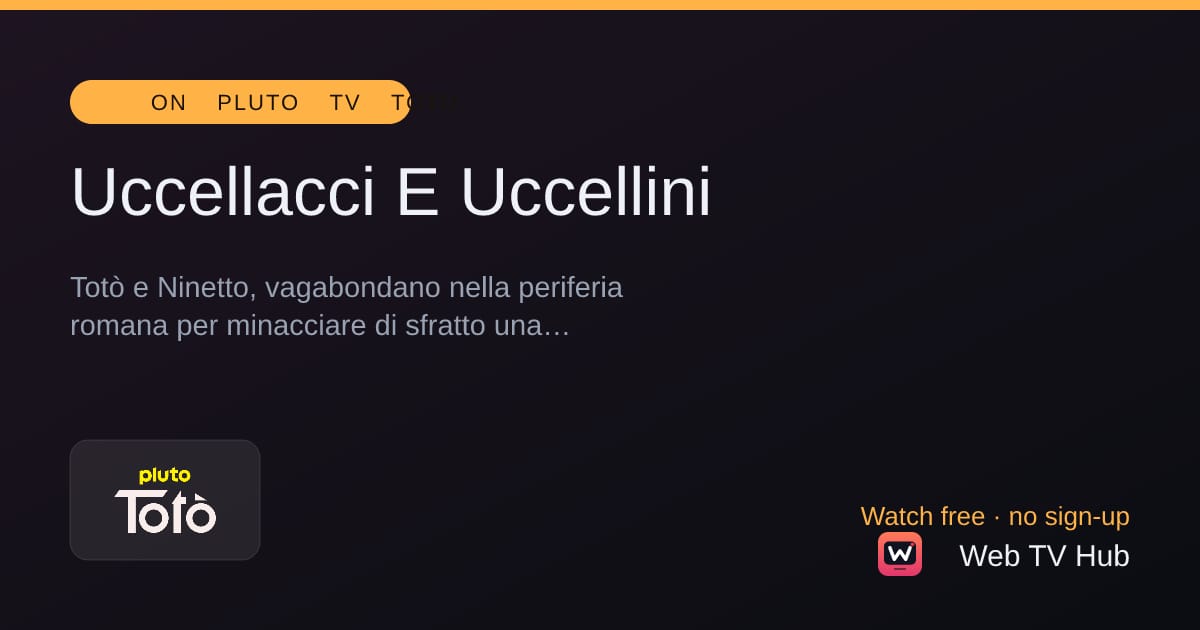 ON PLUTO TV TOTÒ
Uccellacci E Uccellini
Totò e Ninetto, vagabondano nella periferia
romana per minacciare di sfratto una…
pluto
Totò
Watch free · no sign-up
W
Web TV Hub